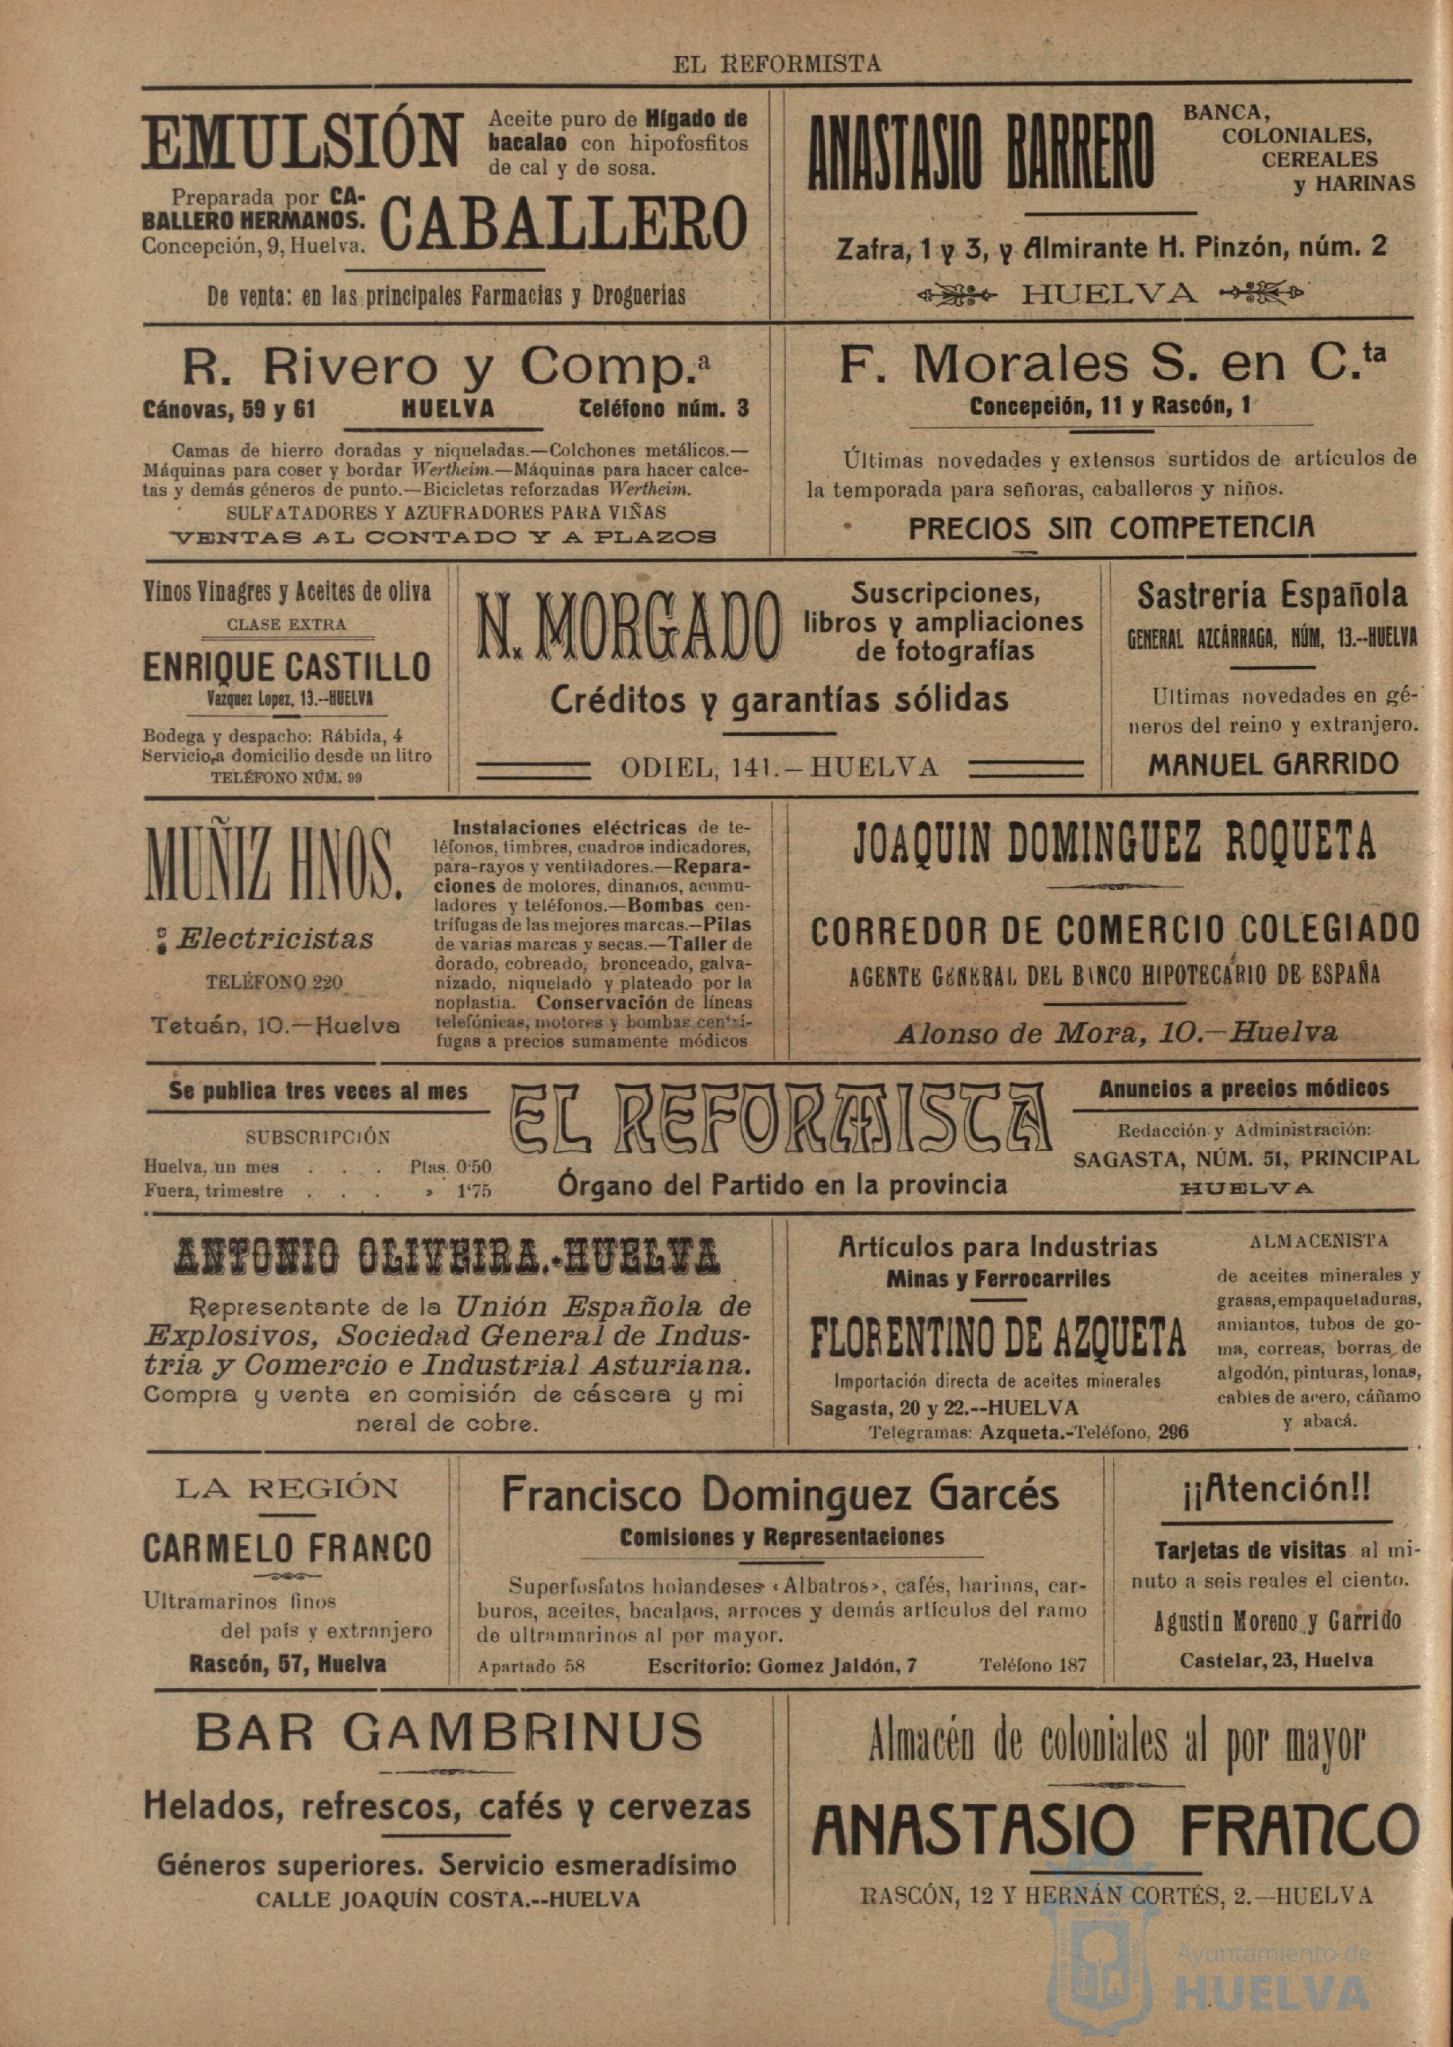 EL REFORMISTA
EMULSIÓN
Aceite puro de Hígado de
bacalao con hipofosfitos
de cal y de sosa.
Preparada por CA-
BALLERO HERMANOS.
Concepción, 9, Huelva.
CABALLERO
De venta: en las principales Farmacias y Droguerias
ANASTASIO BARRERO
BANCA,
COLONIALES,
CEREALES
y HARINAS
Zafra, 1 y 3, y Almirante H. Pinzón, núm. 2
HUELVA
R. Rivero y Comp.ª
Cánovas, 59 y 61 HUELVA Teléfono núm. 3
Camas de hierro doradas y niqueladas.—Colchones metálicos.—
Máquinas para coser y bordar Wertheim.—Máquinas para hacer calce-
tas y demás géneros de punto.—Bicicletas reforzadas Wertheim.
SULFATADORES Y AZUFRADORES PARA VIÑAS
VENTAS AL CONTADO Y A PLAZOS
F. Morales S. en C.ta
Concepción, 11 y Rascón, 1
Últimas novedades y extensos surtidos de artículos de
la temporada para señoras, caballeros y niños.
PRECIOS SIN COMPETENCIA
Vinos Vinagres y Aceites de oliva
CLASE EXTRA
ENRIQUE CASTILLO
Vazquez Lopez, 13.--HUELVA
Bodega y despacho: Rábida, 4
Servicio a domicilio desde un litro
TELÉFONO NÚM. 99
N. MORGADO
Suscripciones,
libros y ampliaciones
de fotografías
Créditos y garantías sólidas
ODIEL, 141.—HUELVA
Sastrería Española
GENERAL AZCÁRRAGA, NÚM, 13.--HUELVA
Ultimas novedades en gé-
neros del reino y extranjero.
MANUEL GARRIDO
MUÑIZ HNOS.
Electricistas
TELÉFONO 220
Tetuán, 10.—Huelva
Instalaciones eléctricas de te-
léfonos, timbres, cuadros indicadores,
para-rayos y ventiladores.—Repara-
ciones de motores, dinamos, acumu-
ladores y teléfonos.—Bombas cen-
trífugas de las mejores marcas.—Pilas
de varias marcas y secas.—Taller de
dorado, cobreado, bronceado, galva-
nizado, niquelado y plateado por la
noplastia. Conservación de líneas
telefónicas, motores y bombas centrí-
fugas a precios sumamente módicos
JOAQUIN DOMINGUEZ ROQUETA
CORREDOR DE COMERCIO COLEGIADO
AGENTE GENERAL DEL BANCO HIPOTECARIO DE ESPAÑA
Alonso de Mora, 10.—Huelva
Se publica tres veces al mes
SUBSCRIPCIÓN
Huelva, un mes . . . Ptas. 0'50
Fuera, trimestre . . . » 1'75
EL REFORMISTA
Órgano del Partido en la provincia
Anuncios a precios módicos
Redacción y Administración:
SAGASTA, NÚM. 51, PRINCIPAL
HUELVA
ANTONIO OLIVEIRA.-HUELVA
Representante de la Unión Española de
Explosivos, Sociedad General de Indus-
tria y Comercio e Industrial Asturiana.
Compra y venta en comisión de cáscara y mi
neral de cobre.
Artículos para Industrias
Minas y Ferrocarriles
FLORENTINO DE AZQUETA
Importación directa de aceites minerales
Sagasta, 20 y 22.--HUELVA
Telegramas: Azqueta.-Teléfono, 296
ALMACENISTA
de aceites minerales y
grasas, empaquetaduras,
amiantos, tubos de go-
ma, correas, borras de
algodón, pinturas, lonas,
cables de acero, cáñamo
y abacá.
LA REGIÓN
CARMELO FRANCO
Ultramarinos finos
del país y extranjero
Rascón, 57, Huelva
Francisco Dominguez Garcés
Comisiones y Representaciones
Superfosfatos holandeses «Albatros», cafés, harinas, car-
buros, aceites, bacalaos, arroces y demás artículos del ramo
de ultramarinos al por mayor.
Apartado 58 Escritorio: Gomez Jaldón, 7 Teléfono 187
¡¡Atención!!
Tarjetas de visitas al mi-
nuto a seis reales el ciento.
Agustin Moreno y Garrido
Castelar, 23, Huelva
BAR GAMBRINUS
Helados, refrescos, cafés y cervezas
Géneros superiores. Servicio esmeradísimo
CALLE JOAQUÍN COSTA.--HUELVA
Almacén de coloniales al por mayor
ANASTASIO FRANCO
RASCÓN, 12 Y HERNÁN CORTÉS, 2.—HUELVA
Ayuntamiento de
HUELVA